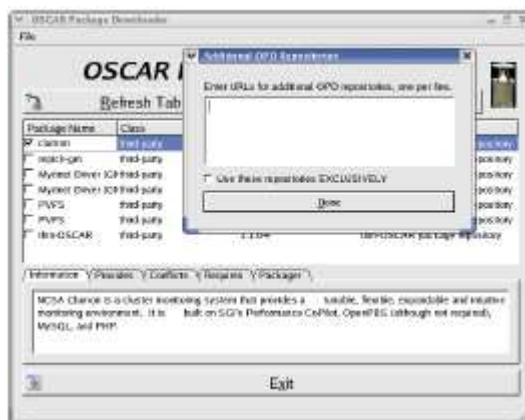 OSCAR Package Downloader
File
OSCAR
Refresh Tab
Additional OPD Repositories
Enter URLs for additional OPD repositories, one per line.
Use these repositories EXCLUSIVELY
Done
Package Name Class
clumon third-party
mpich-gm third-party
Myrinet Driver (GM third-party
Myrinet Driver (GM third-party
PVFS third-party
PVFS third-party
thin-OSCAR third-party thin-OSCAR package repository
Information Provides Conflicts Requires Packager
NCSA Clumon is a cluster monitoring system that provides a tunable, flexible, expandable and intuitive
monitoring environment. It is built on SGI's Performance CoPilot, OpenPBS (although not required),
MySQL, and PHP.
Exit